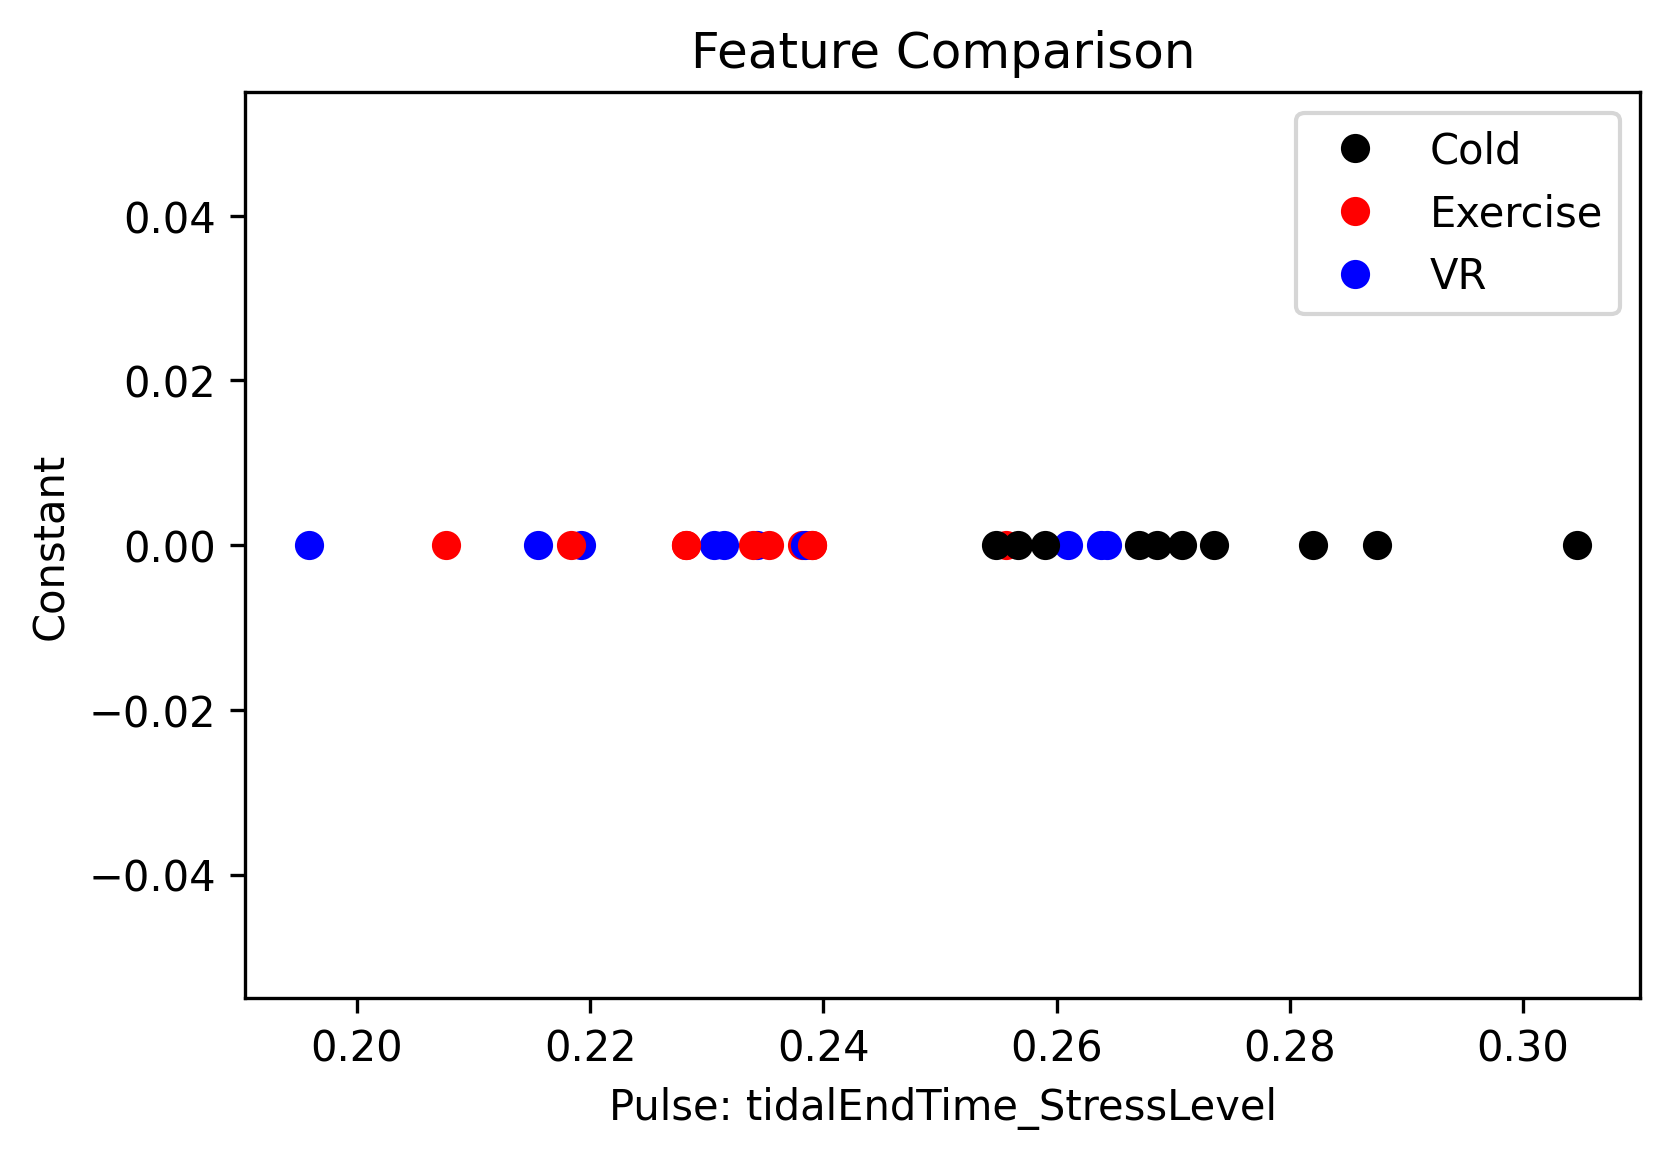 Feature Comparison
Cold
Exercise
VR
0.04
0.02
0.00
−0.02
−0.04
Constant
0.20 0.22 0.24 0.26 0.28 0.30
Pulse: tidalEndTime_StressLevel